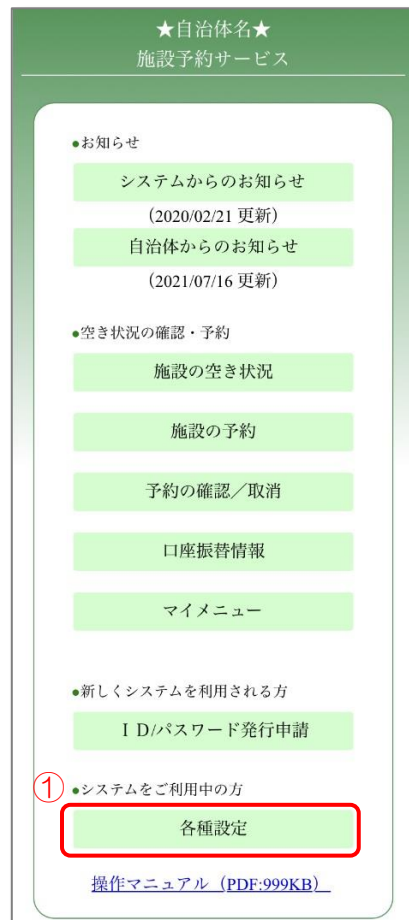 ★自治体名★
施設予約サービス
●お知らせ
システムからのお知らせ
（2020/02/21 更新）
自治体からのお知らせ
（2021/07/16 更新）
●空き状況の確認・予約
施設の空き状況
施設の予約
予約の確認／取消
口座振替情報
マイメニュー
●新しくシステムを利用される方
ＩＤ/パスワード発行申請
① ●システムをご利用中の方
各種設定
操作マニュアル（PDF:999KB）